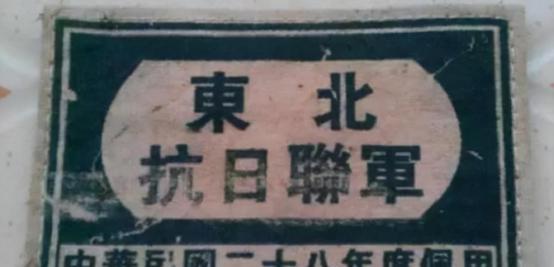 東北
抗日聯軍
中華民國二十八年度佩用